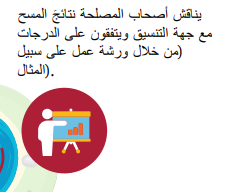 يناقش أصحاب المصلحة نتائج المسح
مع جهة التنسيق ويتفقون على الدرجات
(من خلال ورشة عمل على سبيل
المثال).